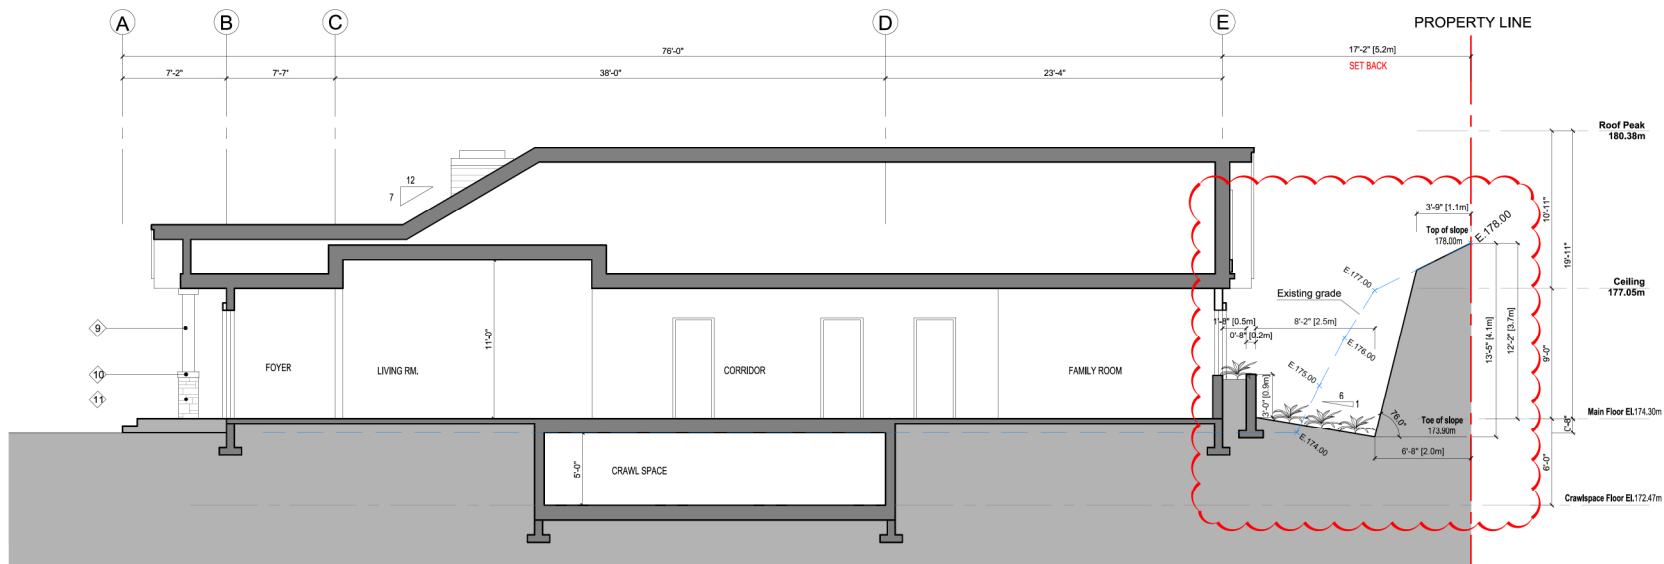 A B C D E PROPERTY LINE
76'-0" 17'-2" [5.2m]
7'-2" 7'-7" 38'-0" 23'-4" SET BACK
Roof Peak
180.38m
12
7
10'-11"
19'-11"
3'-9" [1.1m]
Top of slope
178.00m
E.178.00
E.177.00
Ceiling
177.05m
Existing grade
1'-8" [0.5m] 8'-2" [2.5m]
0'-8" [0.2m]
E.176.00
13'-5" [4.1m]
12'-2" [3.7m]
9'-0"
9
11'-0"
FOYER LIVING RM. CORRIDOR FAMILY ROOM
10
11
E.175.00
3'-0" [0.9m]
6
1
Main Floor El.174.30m
76.0°
Toe of slope
173.90m
E.174.00
6'-8" [2.0m]
5'-0"
CRAWL SPACE
6'-0"
Crawlspace Floor El.172.47m